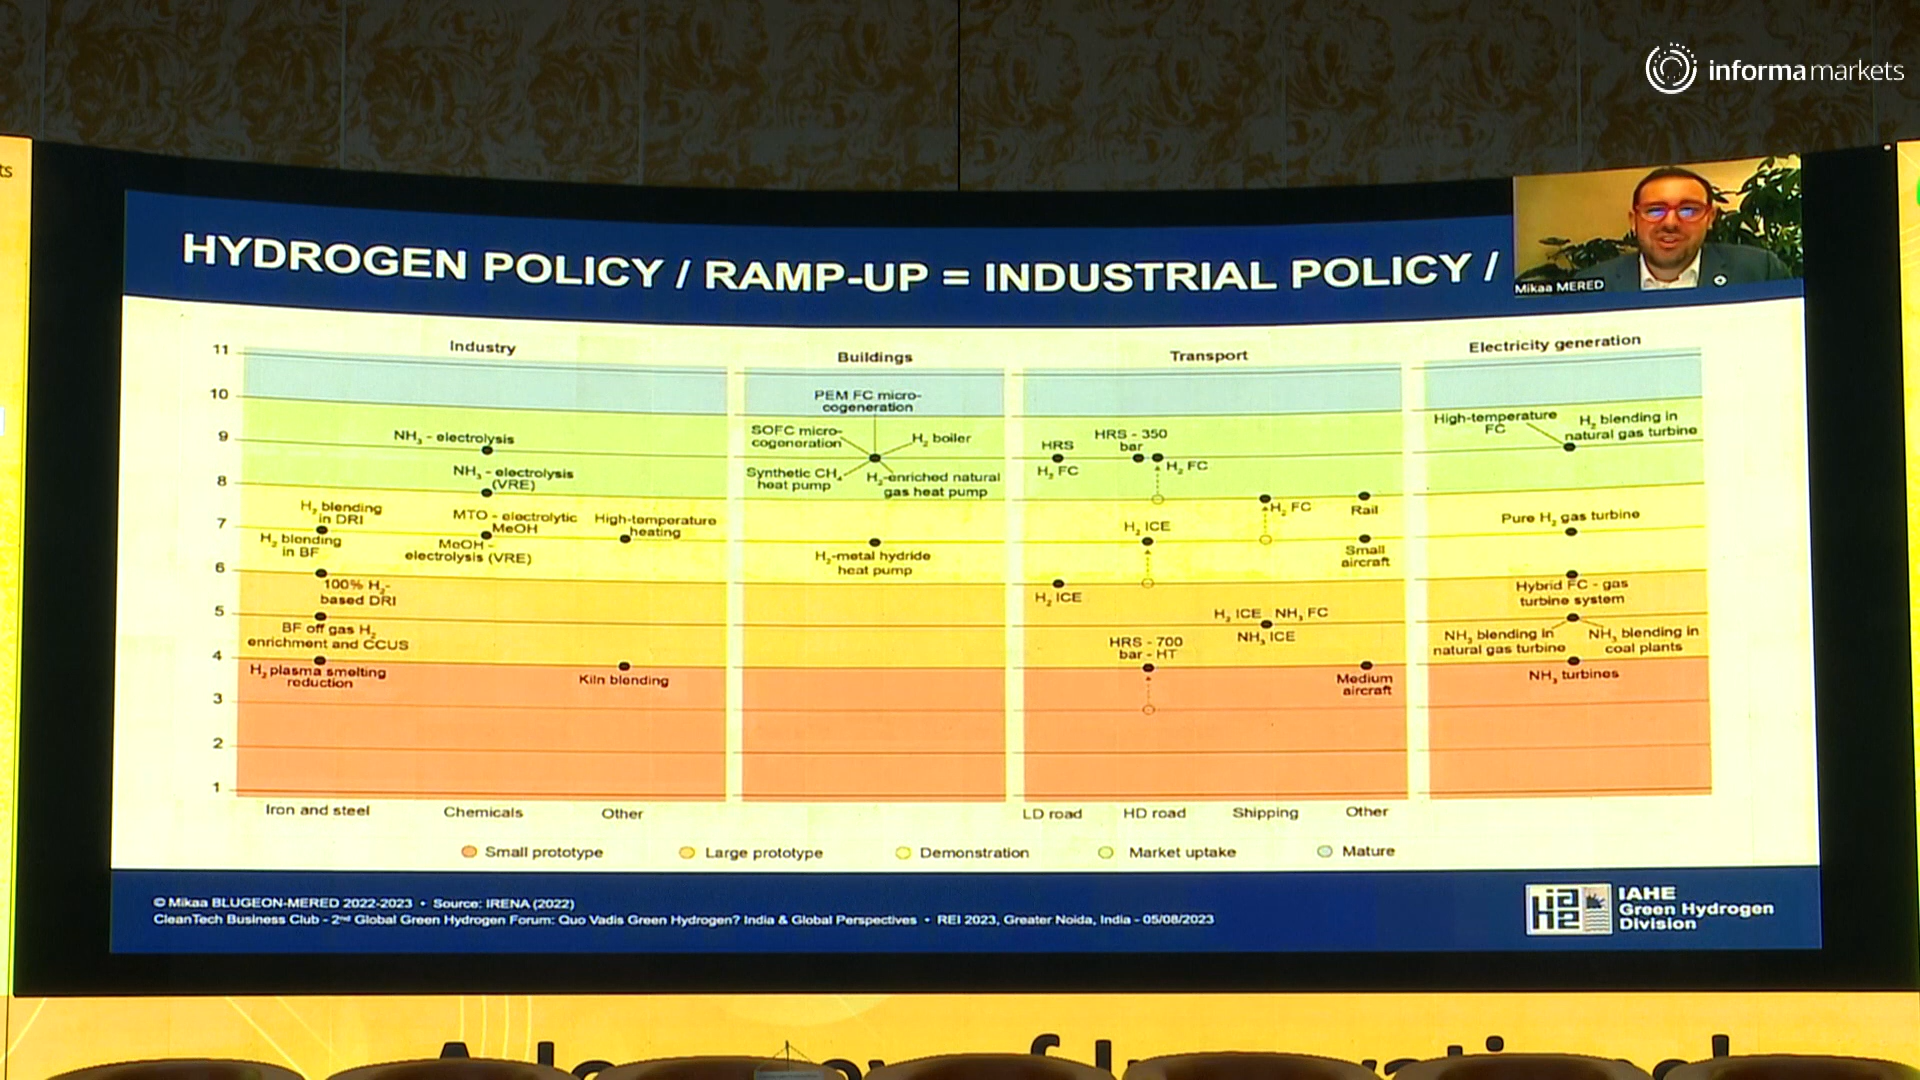 informa markets
ts
HYDROGEN POLICY / RAMP-UP = INDUSTRIAL POLICY /
Mikaa MERED
Industry
Buildings
Transport
Electricity generation
11
10
9
8
7
6
5
4
3
2
1
NH₃ - electrolysis
NH₃ - electrolysis
(VRE)
H₂ blending
in DRI
H₂ blending
in BF
MTO - electrolytic
MeOH
MeOH -
electrolysis (VRE)
High-temperature
heating
100% H₂-
based DRI
BF off gas H₂
enrichment and CCUS
H₂ plasma smelting
reduction
Kiln blending
PEM FC micro-
cogeneration
SOFC micro-
cogeneration
H₂ boiler
Synthetic CH₄
heat pump
H₂-enriched natural
gas heat pump
H₂-metal hydride
heat pump
HRS
H₂ FC
HRS - 350
bar
H₂ FC
H₂ FC
Rail
H₂ ICE
Small
aircraft
H₂ ICE
H₂ ICE NH₃ FC
NH₃ ICE
HRS - 700
bar - HT
Medium
aircraft
High-temperature
FC
H₂ blending in
natural gas turbine
Pure H₂ gas turbine
Hybrid FC - gas
turbine system
NH₃ blending in
natural gas turbine
NH₃ blending in
coal plants
NH₃ turbines
Iron and steel
Chemicals
Other
LD road
HD road
Shipping
Other
Small prototype
Large prototype
Demonstration
Market uptake
Mature
© Mikaa BLUGEON-MERED 2022-2023 • Source: IRENA (2022)
CleanTech Business Club - 2nd Global Green Hydrogen Forum: Quo Vadis Green Hydrogen? India & Global Perspectives • REI 2023, Greater Noida, India - 05/08/2023
IAHE
Green Hydrogen
Division